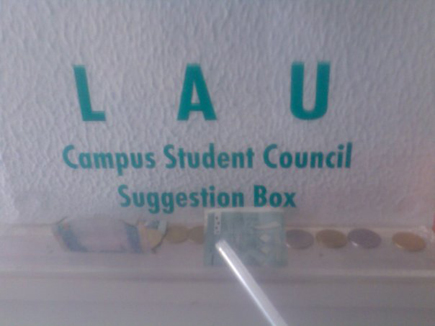 L A U
Campus Student Council
Suggestion Box